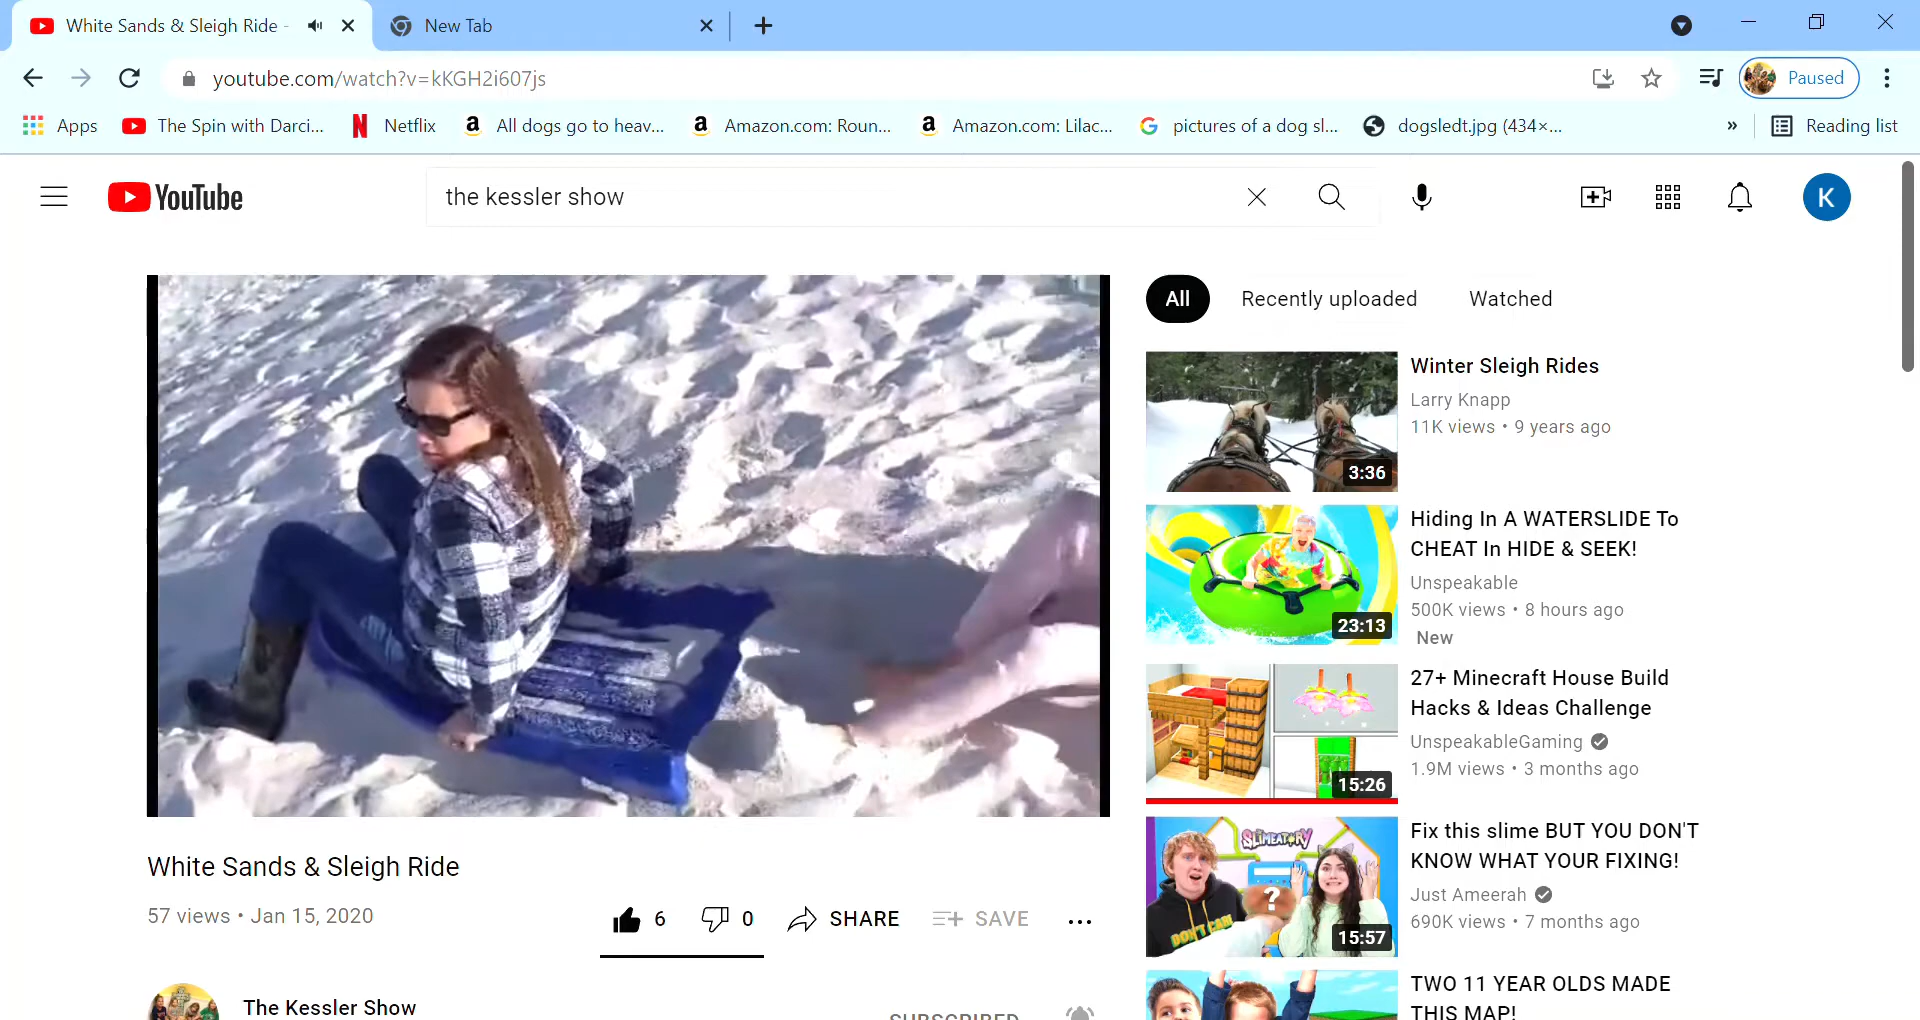 White Sands & Sleigh Ride -
New Tab
youtube.com/watch?v=kKGH2i607js
Paused
Apps
The Spin with Darci...
Netflix
a All dogs go to heav...
a Amazon.com: Roun...
a Amazon.com: Lilac...
G pictures of a dog sl...
dogsledt.jpg (434×...
»
Reading list
YouTube
the kessler show
K
All
Recently uploaded
Watched
Winter Sleigh Rides
Larry Knapp
11K views • 9 years ago
3:36
Hiding In A WATERSLIDE To
CHEAT In HIDE & SEEK!
Unspeakable
500K views • 8 hours ago
New
23:13
27+ Minecraft House Build
Hacks & Ideas Challenge
UnspeakableGaming
1.9M views • 3 months ago
15:26
Fix this slime BUT YOU DON'T
KNOW WHAT YOUR FIXING!
Just Ameerah
690K views • 7 months ago
SLIMEATORY
?
DON'T CARE
15:57
TWO 11 YEAR OLDS MADE
THIS MAP!
White Sands & Sleigh Ride
57 views • Jan 15, 2020
6
0
SHARE
SAVE
The Kessler Show
SUBSCRIBED